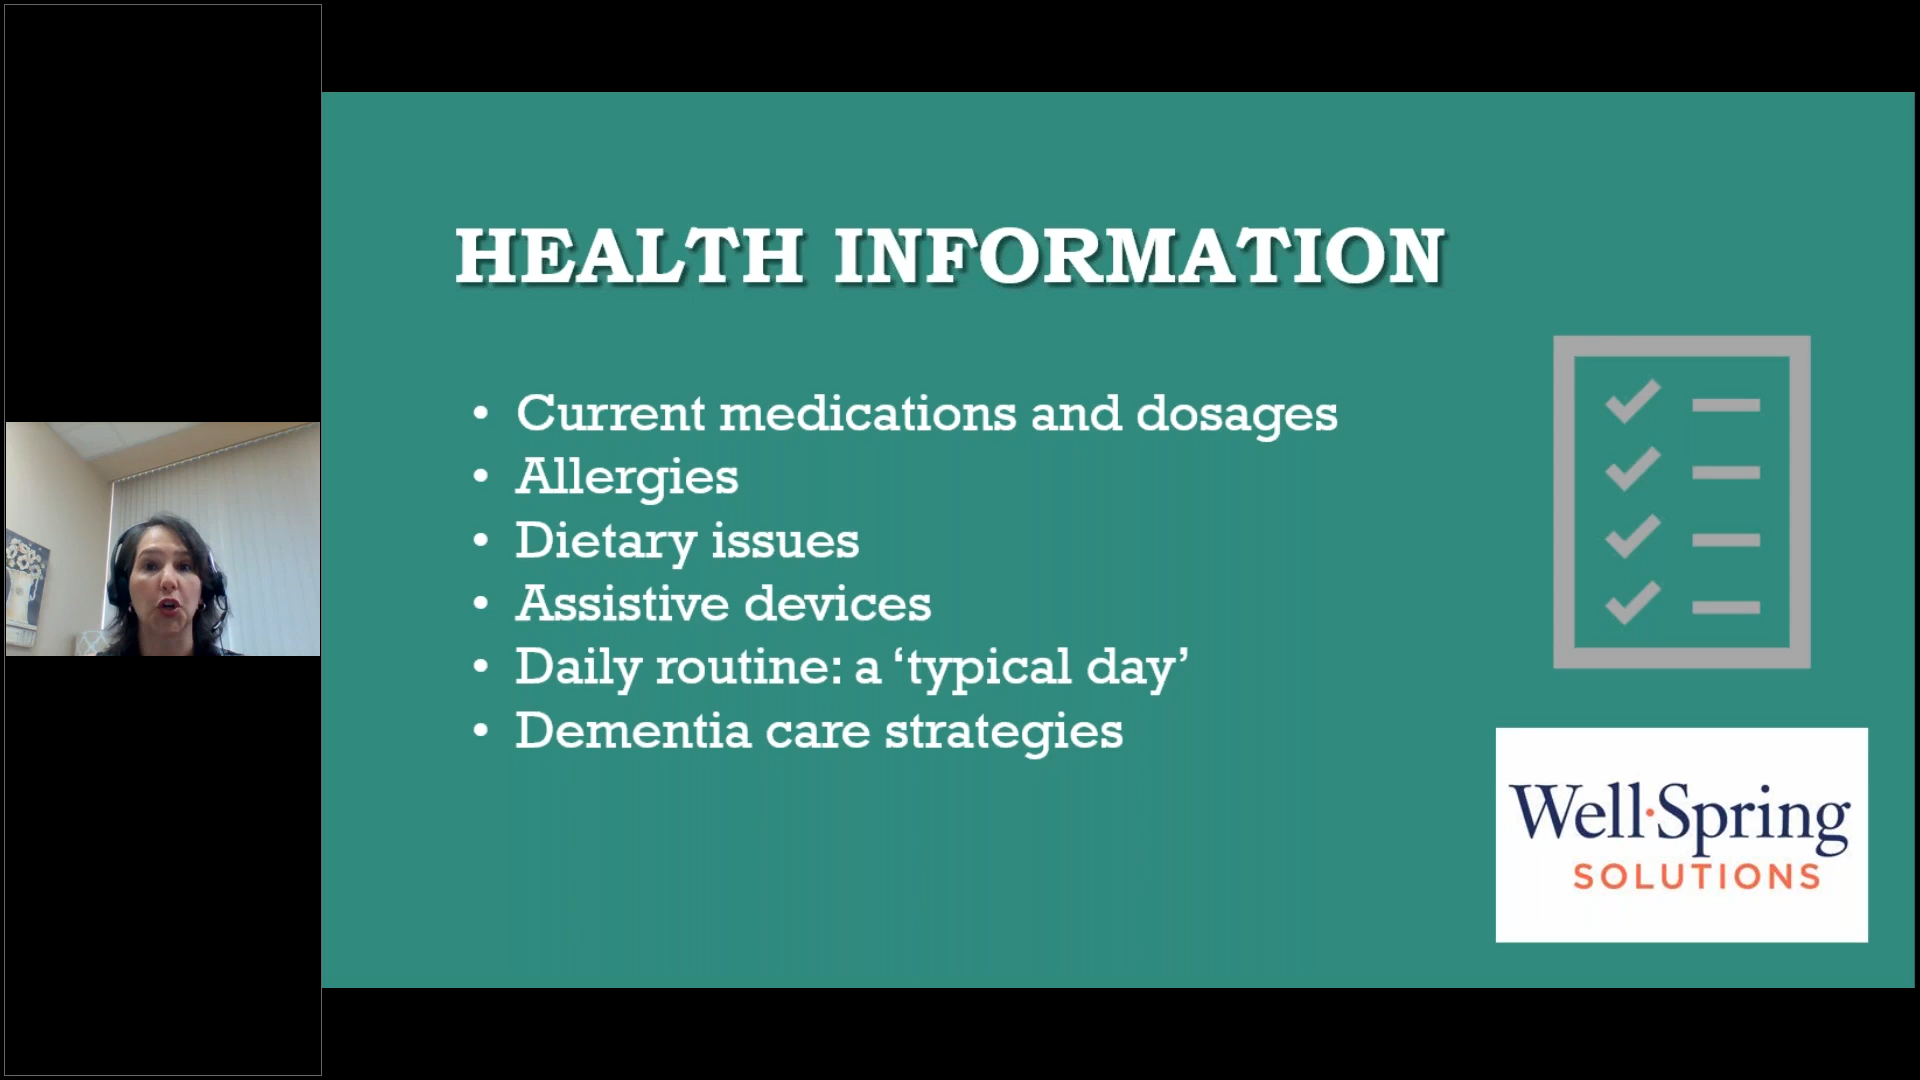 HEALTH INFORMATION
• Current medications and dosages
• Allergies
• Dietary issues
• Assistive devices
• Daily routine: a ‘typical day’
• Dementia care strategies
Well·Spring
SOLUTIONS